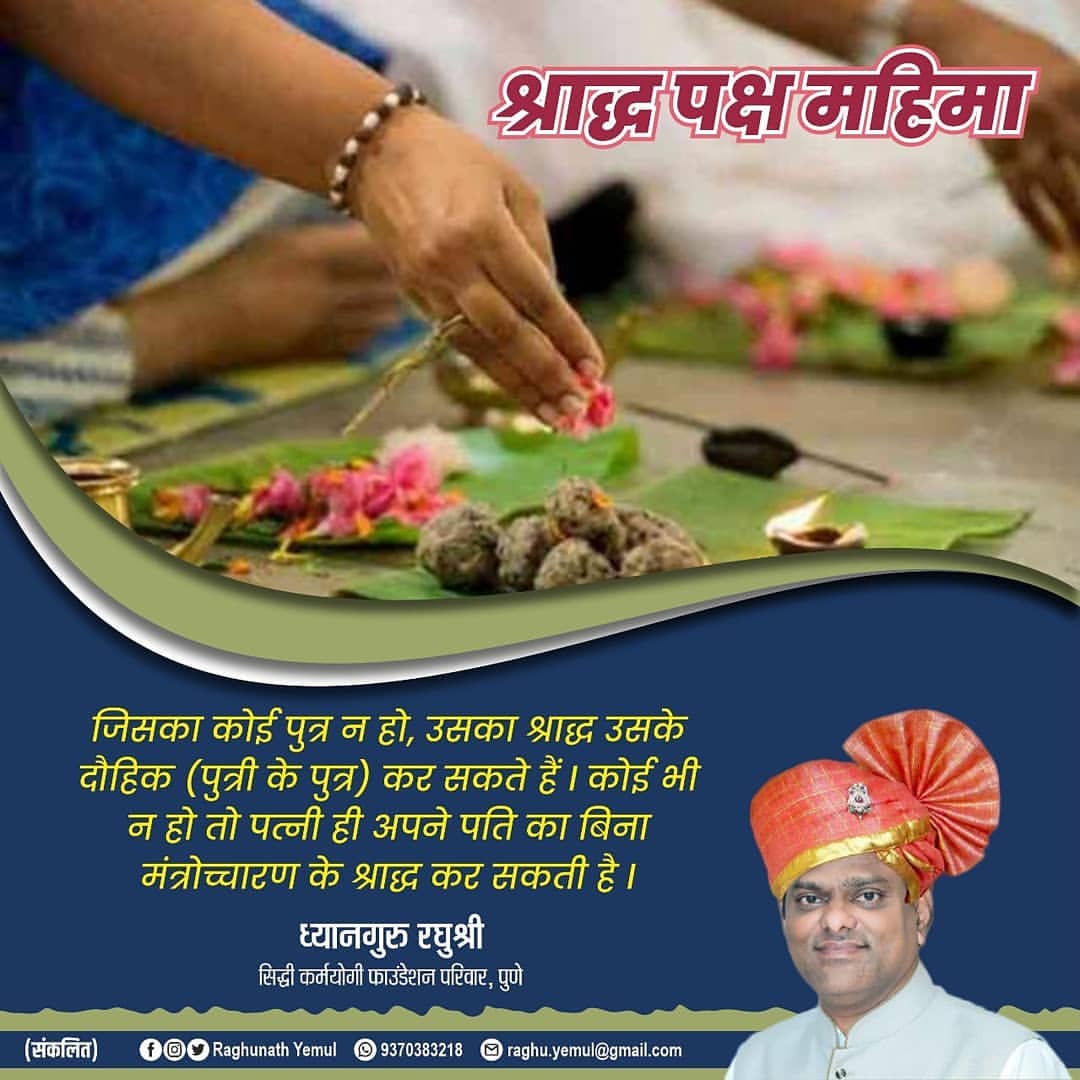 श्राद्ध पक्ष महिमा
जिसका कोई पुत्र न हो, उसका श्राद्ध उसके
दौहिक (पुत्री के पुत्र) कर सकते हैं । कोई भी
न हो तो पत्नी ही अपने पति का बिना
मंत्रोच्चारण के श्राद्ध कर सकती है ।
ध्यानगुरु रघुश्री
सिद्धी कर्मयोगी फाउंडेशन परिवार, पुणे
(संकलित) Raghunath Yemul 9370383218 raghu.yemul@gmail.com